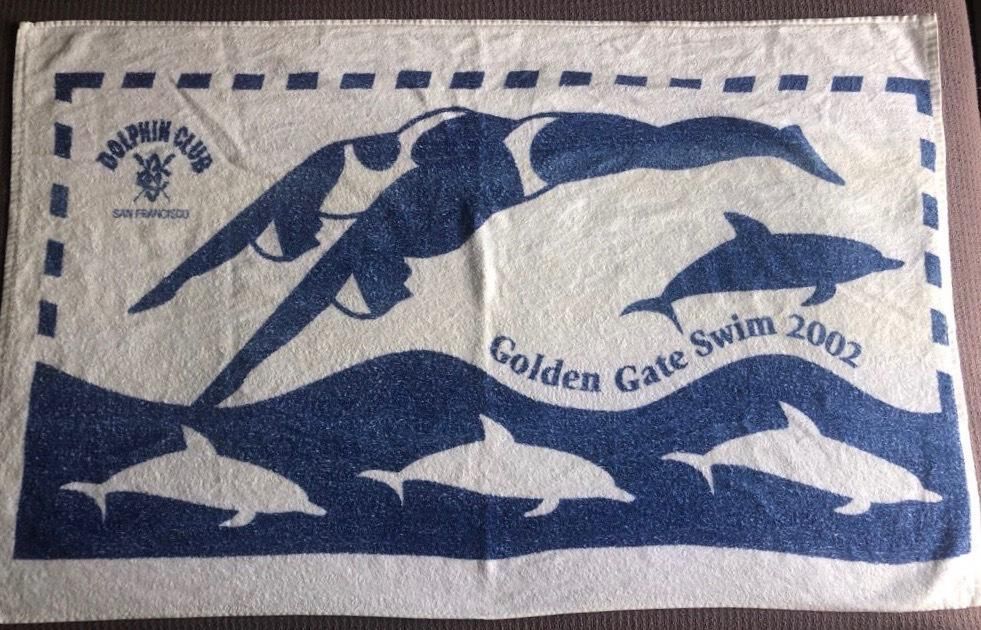 DOLPHIN CLUB
SAN FRANCISCO
Golden Gate Swim 2002